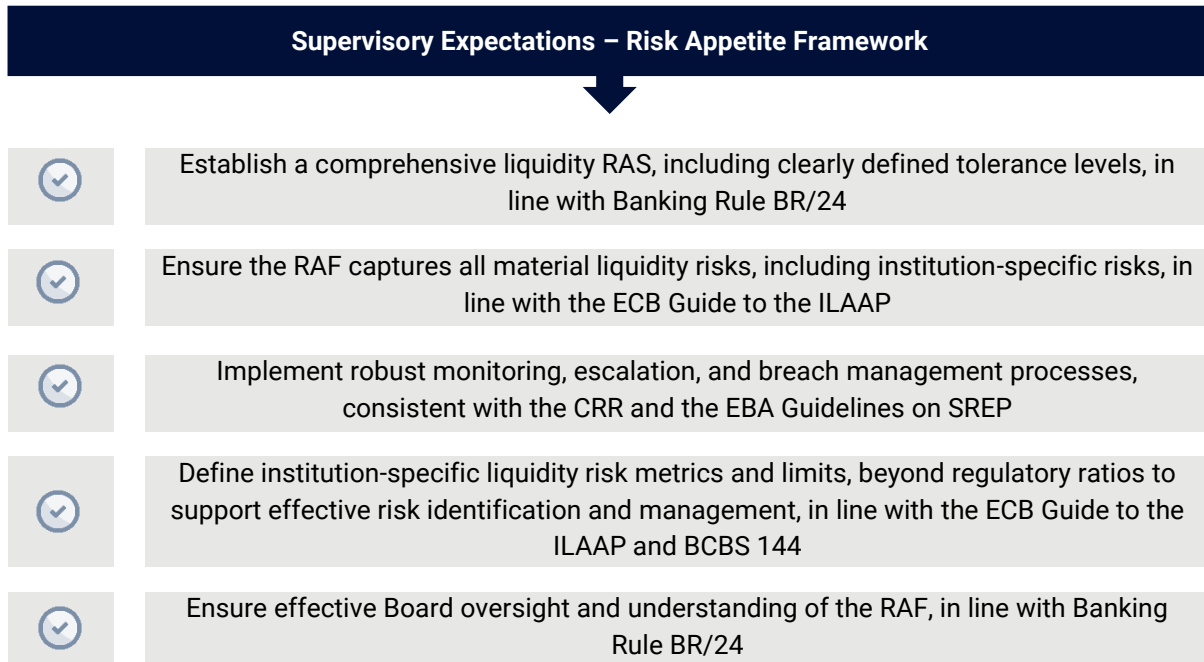 Supervisory Expectations – Risk Appetite Framework
Establish a comprehensive liquidity RAS, including clearly defined tolerance levels, in
line with Banking Rule BR/24
Ensure the RAF captures all material liquidity risks, including institution-specific risks, in
line with the ECB Guide to the ILAAP
Implement robust monitoring, escalation, and breach management processes,
consistent with the CRR and the EBA Guidelines on SREP
Define institution-specific liquidity risk metrics and limits, beyond regulatory ratios to
support effective risk identification and management, in line with the ECB Guide to the
ILAAP and BCBS 144
Ensure effective Board oversight and understanding of the RAF, in line with Banking
Rule BR/24